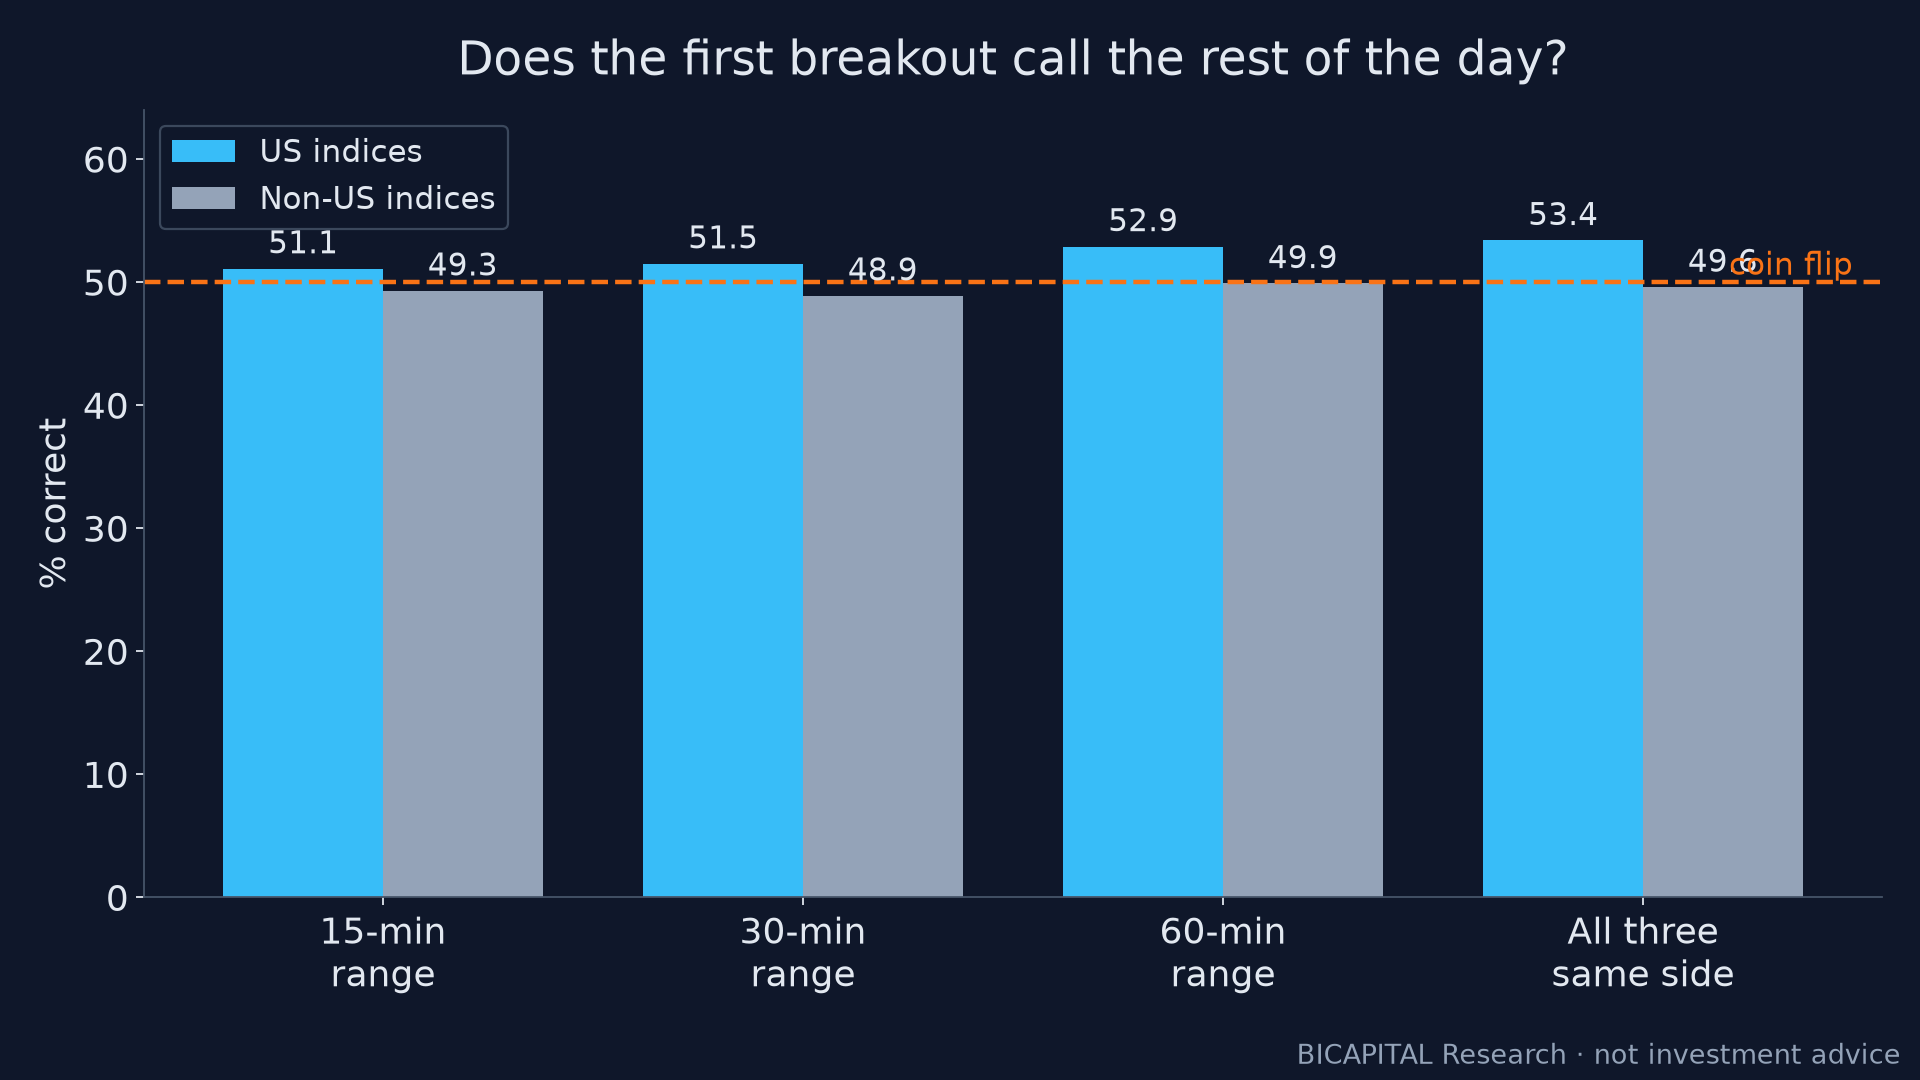 Does the first breakout call the rest of the day?
US indices
Non-US indices
60
50
40
30
20
10
0
% correct
51.1
49.3
51.5
48.9
52.9
49.9
53.4
49.6
coin flip
15-min
range
30-min
range
60-min
range
All three
same side
BICAPITAL Research · not investment advice